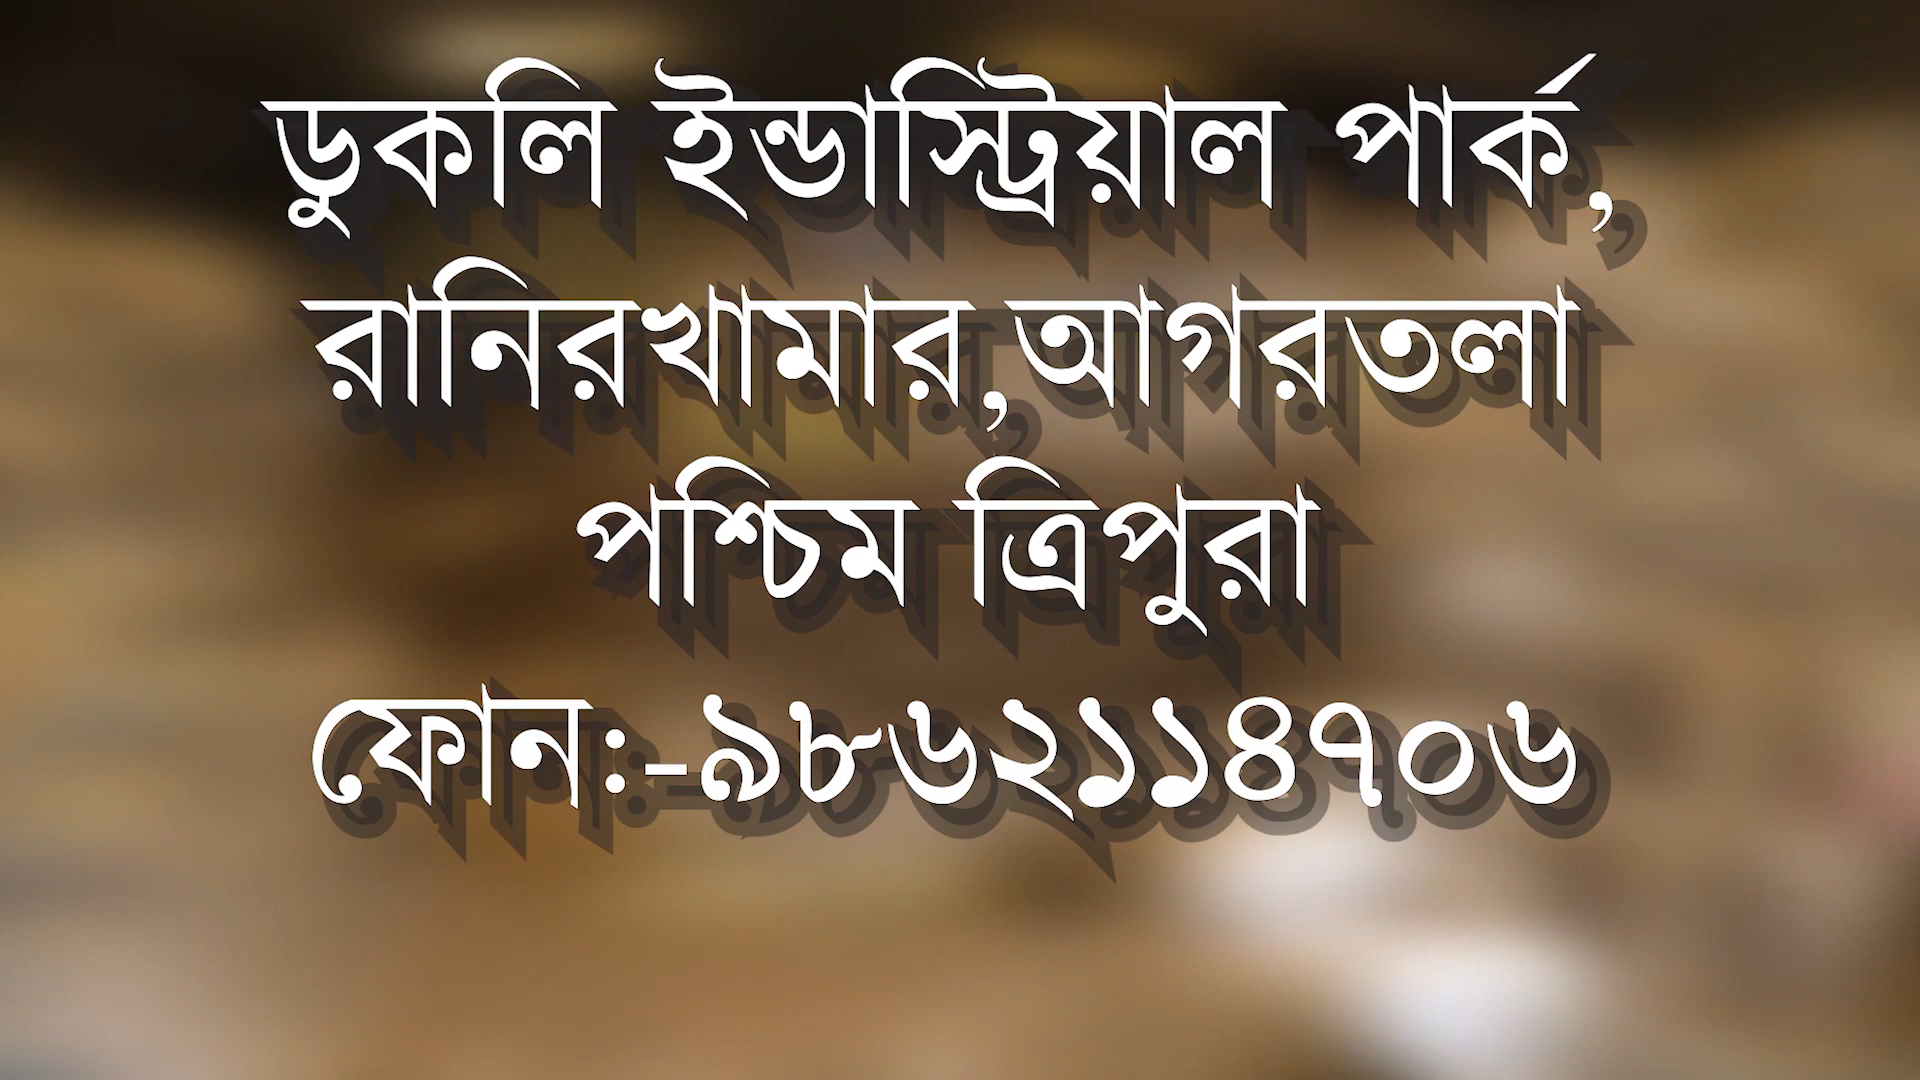 ডুকলি ইন্ডাস্ট্রিয়াল পার্ক,
রানিরখামার,আগরতলা
পশ্চিম ত্রিপুরা
ফোনঃ-৯৮৬২১১৪৭০৬